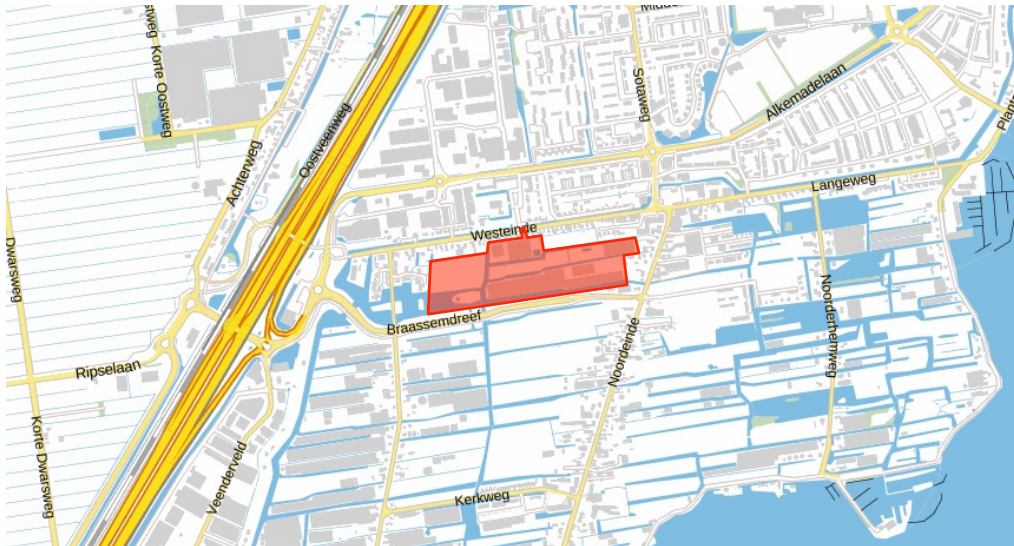 Korte Oostweg
Sotaweg
Alkemadelaan
Oostveenweg
Achterweg
Langeweg
Westeinde
Dwarsweg
Noorderhemweg
Braassemdreef
Noordeinde
Ripselaan
Korte Dwarsweg
Veenderveld
Kerkweg